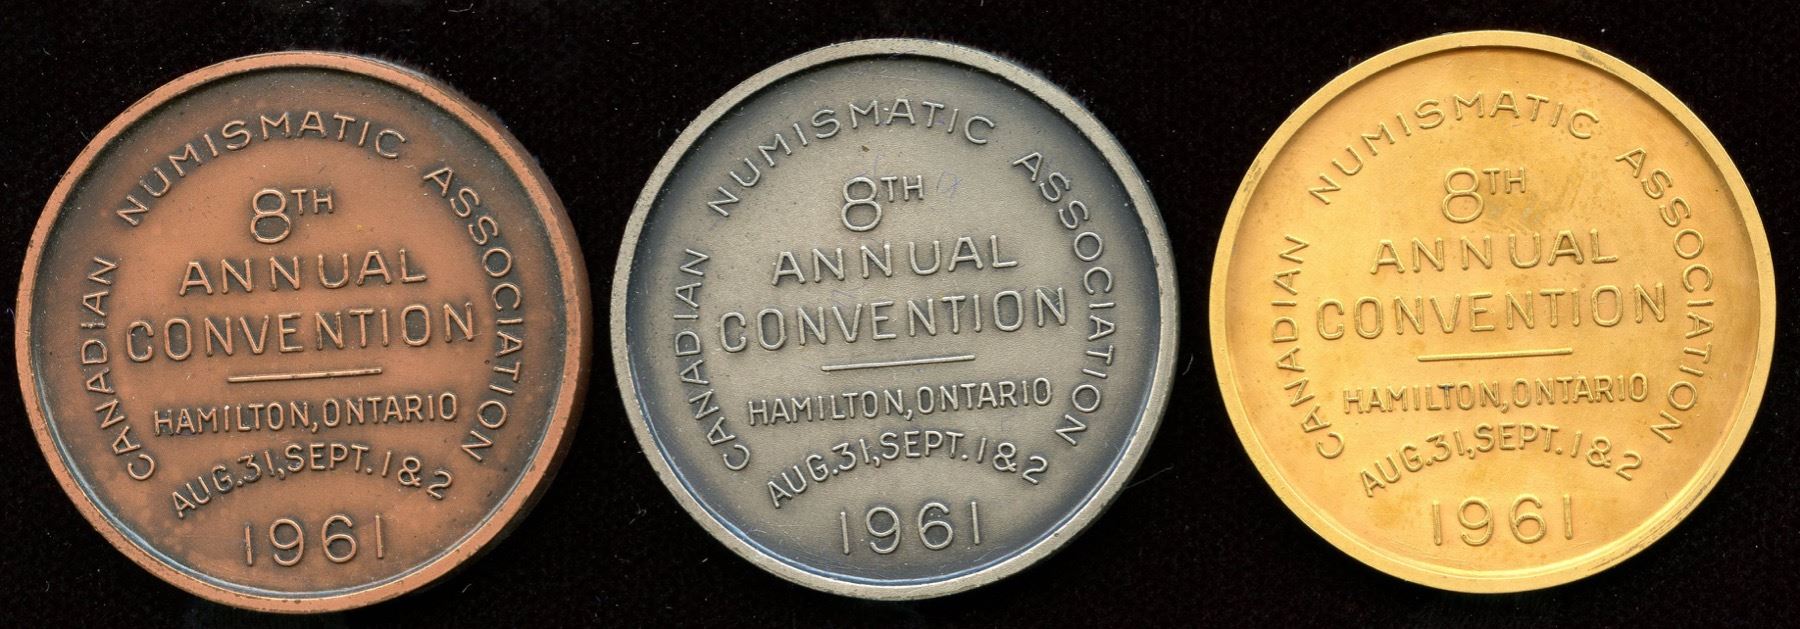 CANADIAN NUMISMATIC ASSOCIATION
8TH
ANNUAL
CONVENTION
HAMILTON, ONTARIO
AUG. 31, SEPT. 1 & 2
1961
CANADIAN NUMISMATIC ASSOCIATION
8TH
ANNUAL
CONVENTION
HAMILTON, ONTARIO
AUG. 31, SEPT. 1 & 2
1961
CANADIAN NUMISMATIC ASSOCIATION
8TH
ANNUAL
CONVENTION
HAMILTON, ONTARIO
AUG. 31, SEPT. 1 & 2
1961